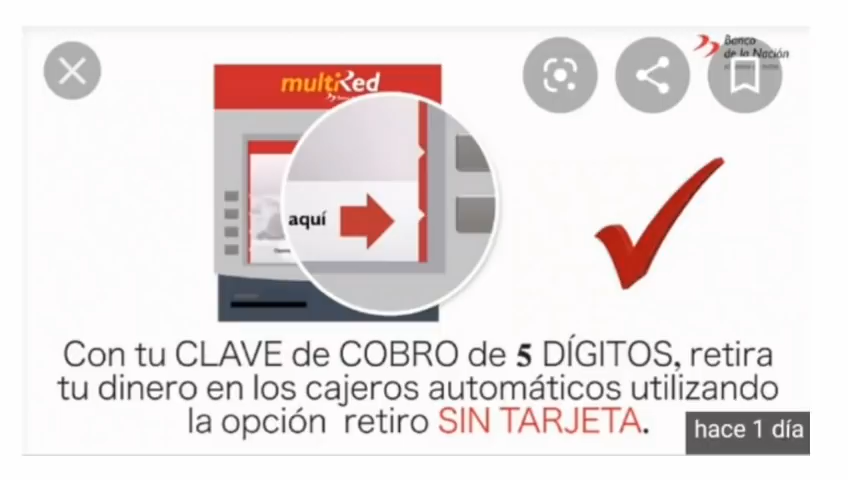 Banco
de la Nación
multiRed
aquí
Con tu CLAVE de COBRO de 5 DÍGITOS, retira
tu dinero en los cajeros automáticos utilizando
la opción retiro SIN TARJETA.
hace 1 día